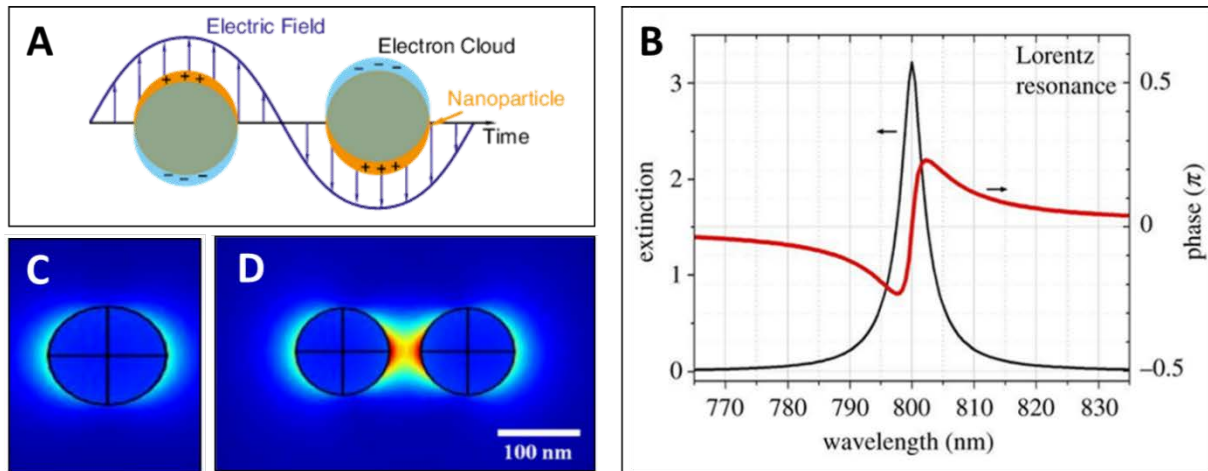 A
Electric Field
Electron Cloud
Nanoparticle
Time
+ + +
− − −
− − −
+ + +
B
Lorentz
resonance
extinction
3
2
1
0
phase (π)
0.5
0
−0.5
770 780 790 800 810 820 830
wavelength (nm)
C
D
100 nm